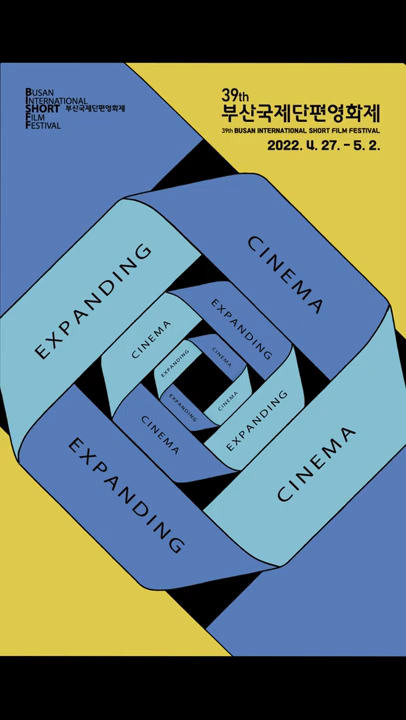 BUSAN
INTERNATIONAL
SHORT 부산국제단편영화제
FILM
FESTIVAL
39th
부산국제단편영화제
39th BUSAN INTERNATIONAL SHORT FILM FESTIVAL
2022. 4. 27. - 5. 2.
EXPANDING
CINEMA
CINEMA
EXPANDING
EXPANDING
CINEMA
EXPANDING
CINEMA
CINEMA
EXPANDING
EXPANDING
CINEMA